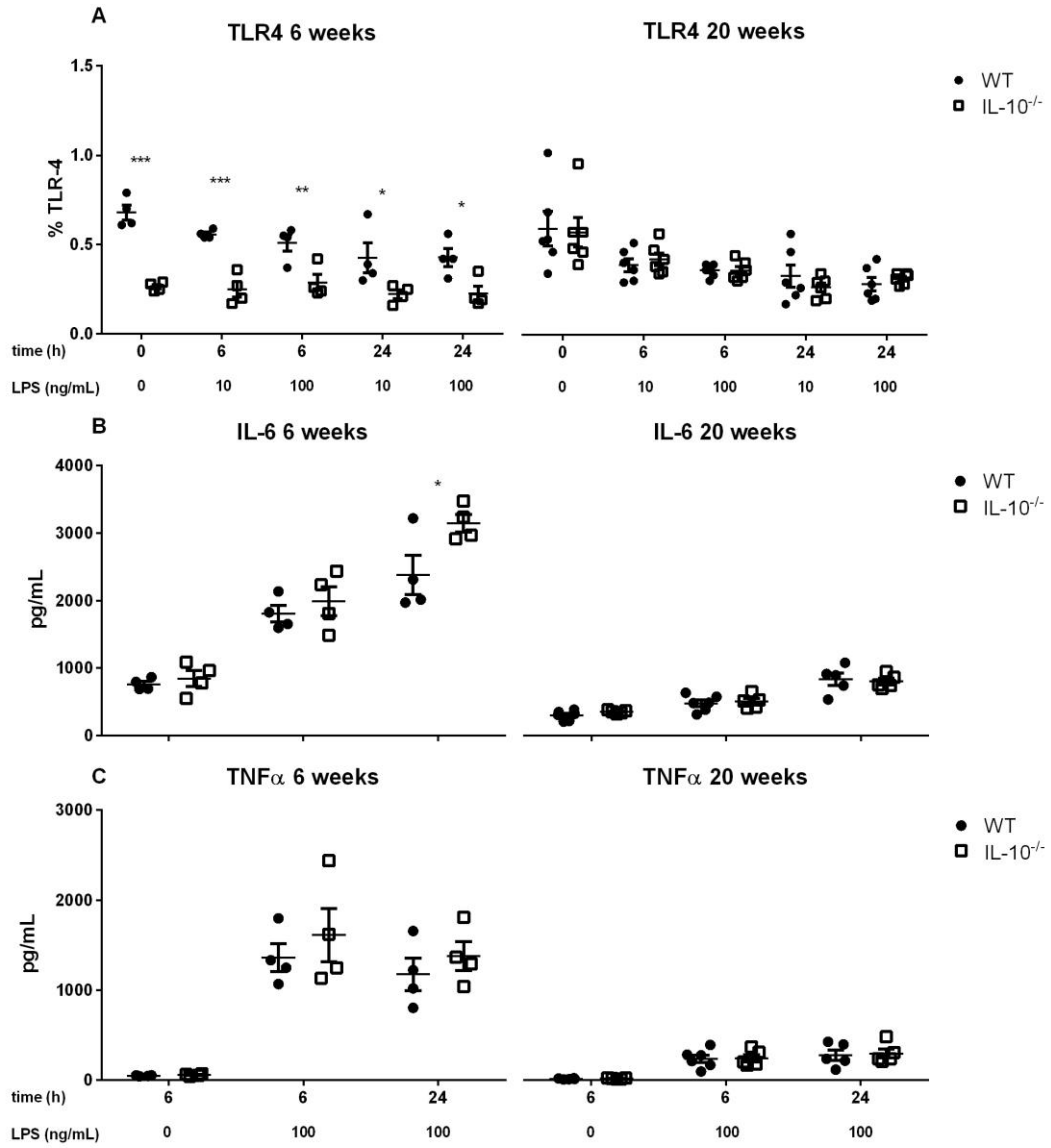 A
TLR4 6 weeks
TLR4 20 weeks
WT
IL-10-/-
% TLR-4
1.5
1.0
0.5
0.0
*** *** ** * *
time (h) 0 6 6 24 24 0 6 6 24 24
LPS (ng/mL) 0 10 100 10 100 0 10 100 10 100
B
IL-6 6 weeks
IL-6 20 weeks
WT
IL-10-/-
pg/mL
4000
3000
2000
1000
0
*
C
TNFα 6 weeks
TNFα 20 weeks
WT
IL-10-/-
pg/mL
3000
2000
1000
0
time (h) 6 6 24 6 6 24
LPS (ng/mL) 0 100 100 0 100 100